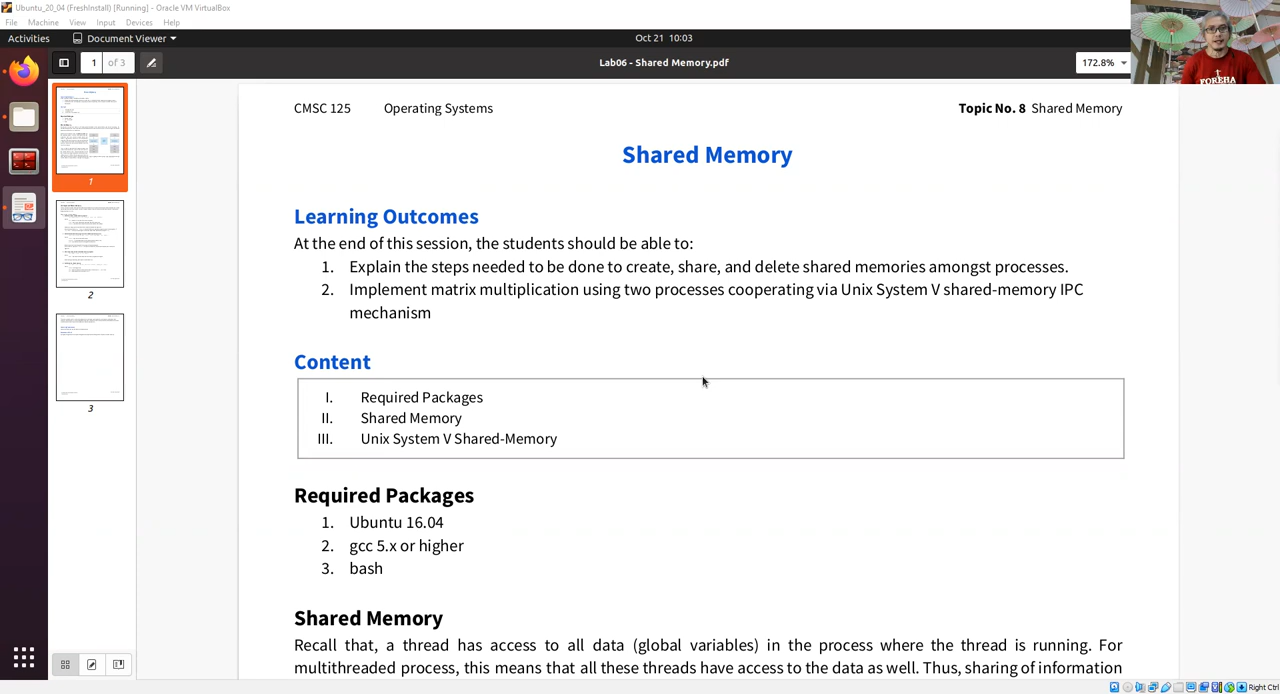 Ubuntu_20_04 (FreshInstall) [Running] - Oracle VM VirtualBox
File Machine View Input Devices Help
Activities Document Viewer Oct 21 10:03
1 of 3 Lab06 - Shared Memory.pdf 172.8%
FOREHA
CMSC 125 Operating Systems Topic No. 8 Shared Memory
Shared Memory
Learning Outcomes
At the end of this session, the students should be able to:
1. Explain the steps needed to be done to create, share, and delete shared memories amongst processes.
2. Implement matrix multiplication using two processes cooperating via Unix System V shared-memory IPC
mechanism
Content
I. Required Packages
II. Shared Memory
III. Unix System V Shared-Memory
Required Packages
1. Ubuntu 16.04
2. gcc 5.x or higher
3. bash
Shared Memory
Recall that, a thread has access to all data (global variables) in the process where the thread is running. For
multithreaded process, this means that all these threads have access to the data as well. Thus, sharing of information
1
2
3
Right Ctrl